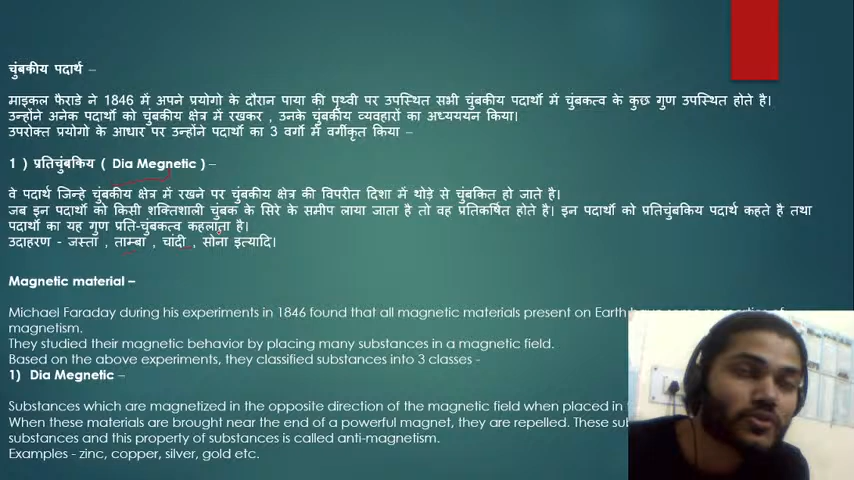 चुंबकीय पदार्थ –
माइकल फैराडे ने 1846 में अपने प्रयोगो के दौरान पाया की पृथ्वी पर उपस्थित सभी चुंबकीय पदार्थो में चुंबकत्व के कुछ गुण उपस्थित होते है।
उन्होंने अनेक पदार्थो को चुंबकीय क्षेत्र में रखकर , उनके चुंबकीय व्यवहारों का अध्यययन किया।
उपरोक्त प्रयोगो के आधार पर उन्होंने पदार्थो का 3 वर्गो में वर्गीकृत किया –
1 ) प्रतिचुंबकिय ( Dia Megnetic ) –
वे पदार्थ जिन्हे चुंबकीय क्षेत्र में रखने पर चुंबकीय क्षेत्र की विपरीत दिशा में थोड़े से चुंबकित हो जाते है।
जब इन पदार्थो को किसी शक्तिशाली चुंबक के सिरे के समीप लाया जाता है तो वह प्रतिकर्षित होते है। इन पदार्थो को प्रतिचुंबकिय पदार्थ कहते है तथा
पदार्थो का यह गुण प्रति-चुंबकत्व कहलाता है।
उदाहरण - जस्ता , ताम्बा , चांदी , सोना इत्यादि।
Magnetic material –
Michael Faraday during his experiments in 1846 found that all magnetic materials present on Earth have some properties of
magnetism.
They studied their magnetic behavior by placing many substances in a magnetic field.
Based on the above experiments, they classified substances into 3 classes -
1) Dia Megnetic –
Substances which are magnetized in the opposite direction of the magnetic field when placed in
When these materials are brought near the end of a powerful magnet, they are repelled. These
substances and this property of substances is called anti-magnetism.
Examples - zinc, copper, silver, gold etc.